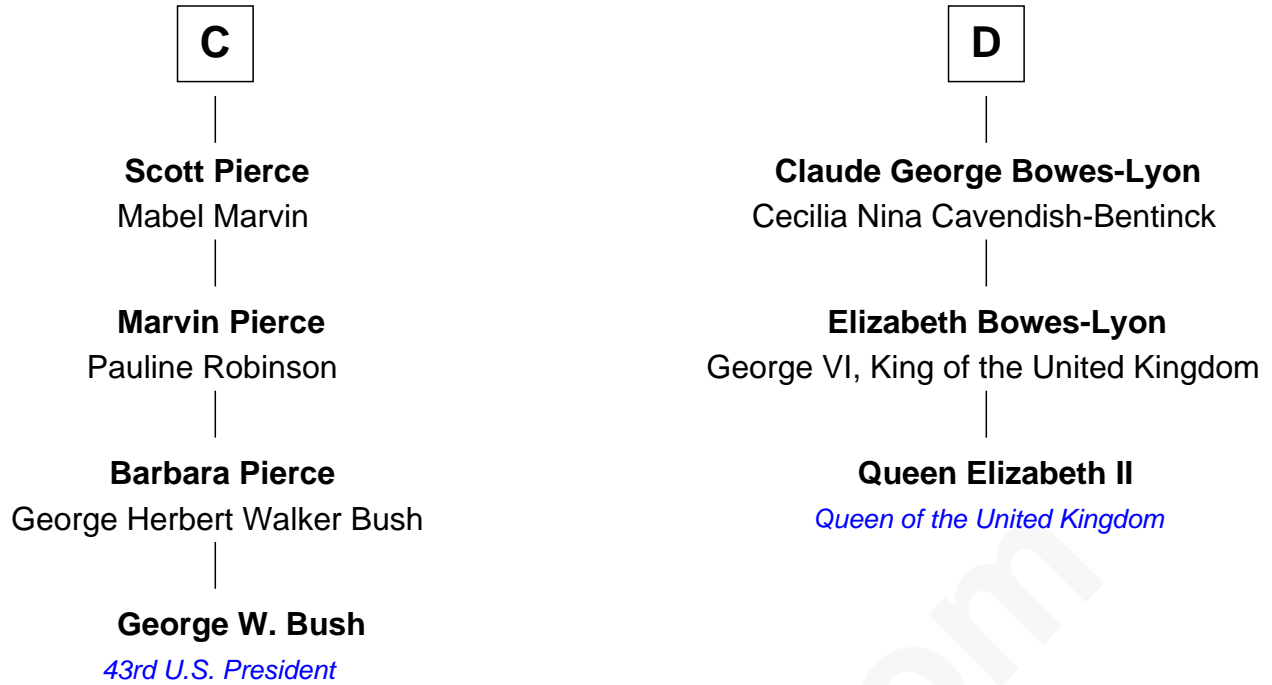 C
Scott Pierce
Mabel Marvin
Marvin Pierce
Pauline Robinson
Barbara Pierce
George Herbert Walker Bush
George W. Bush
43rd U.S. President
D
Claude George Bowes-Lyon
Cecilia Nina Cavendish-Bentinck
Elizabeth Bowes-Lyon
George VI, King of the United Kingdom
Queen Elizabeth II
Queen of the United Kingdom
om